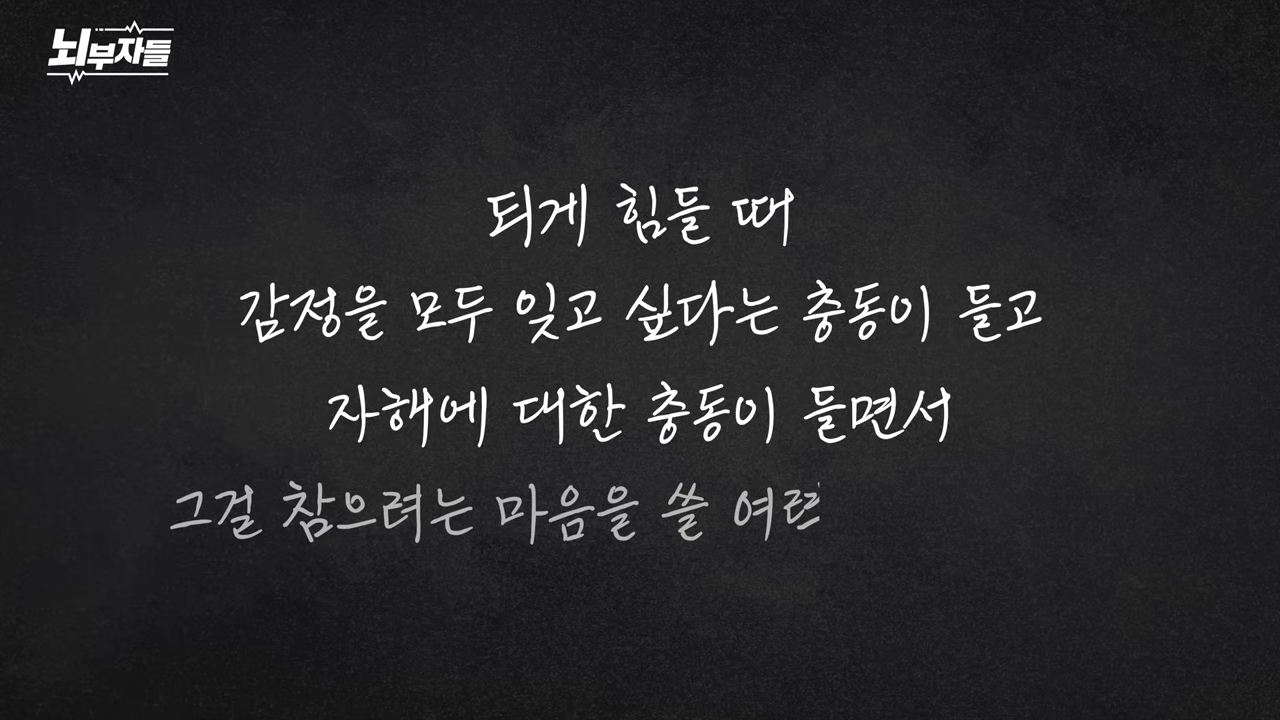 뇌부자들
되게 힘들 때
감정을 모두 잊고 싶다는 충동이 들고
자해에 대한 충동이 들면서
그걸 참으려는 마음을 쓸